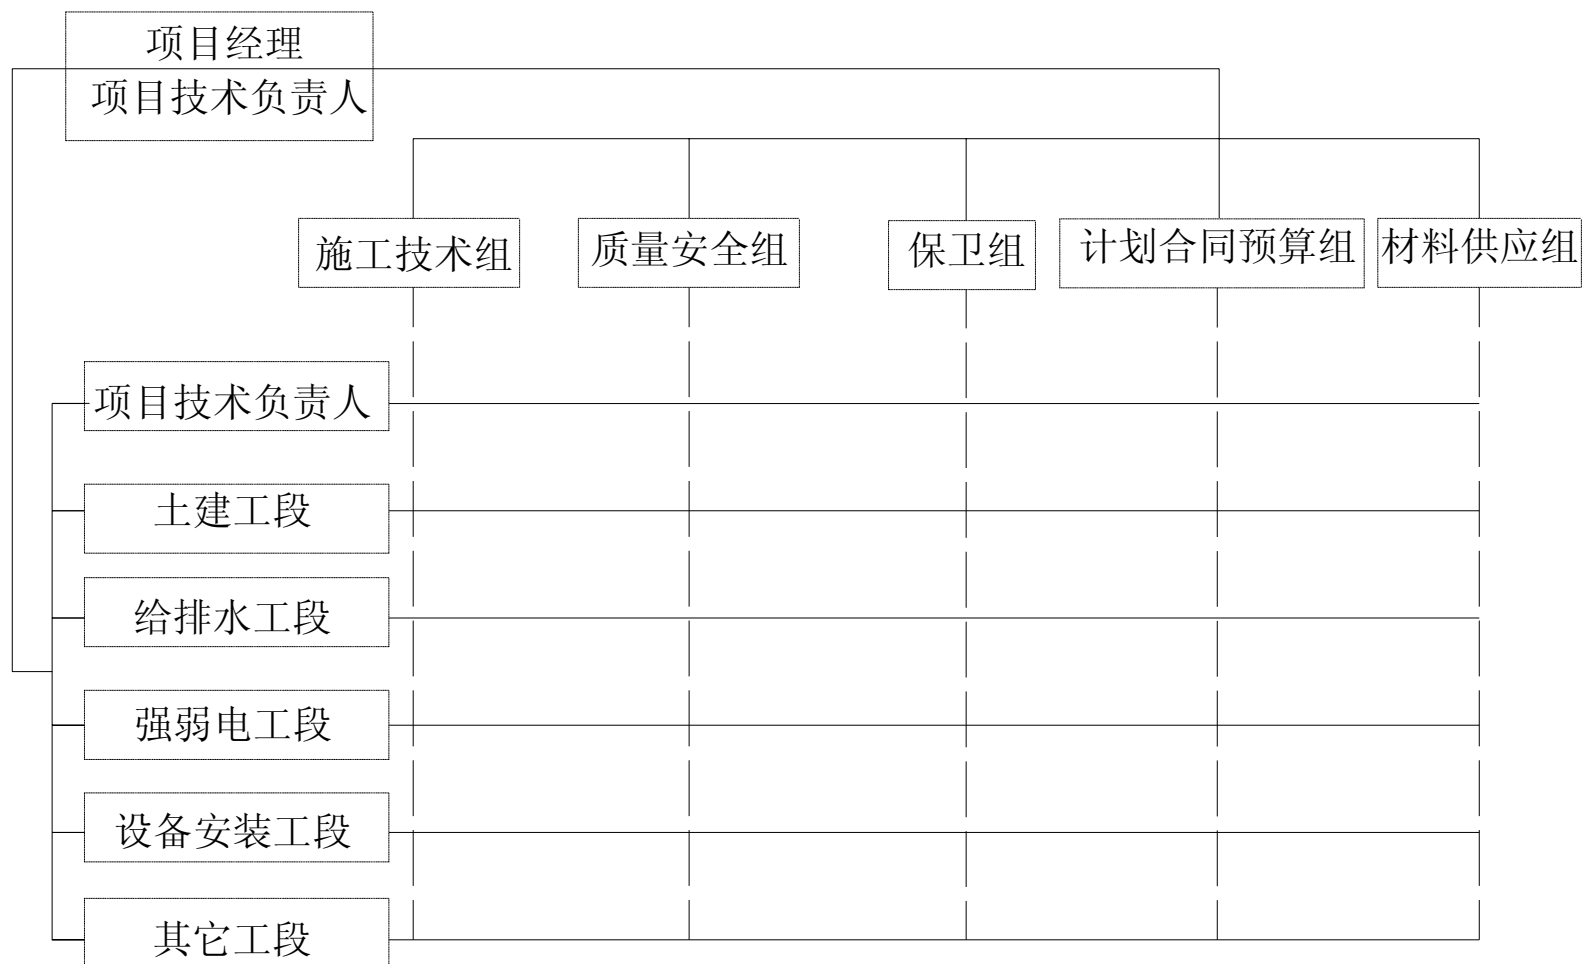 项目经理
项目技术负责人
施工技术组
质量安全组
保卫组
计划合同预算组
材料供应组
项目技术负责人
土建工段
给排水工段
强弱电工段
设备安装工段
其它工段